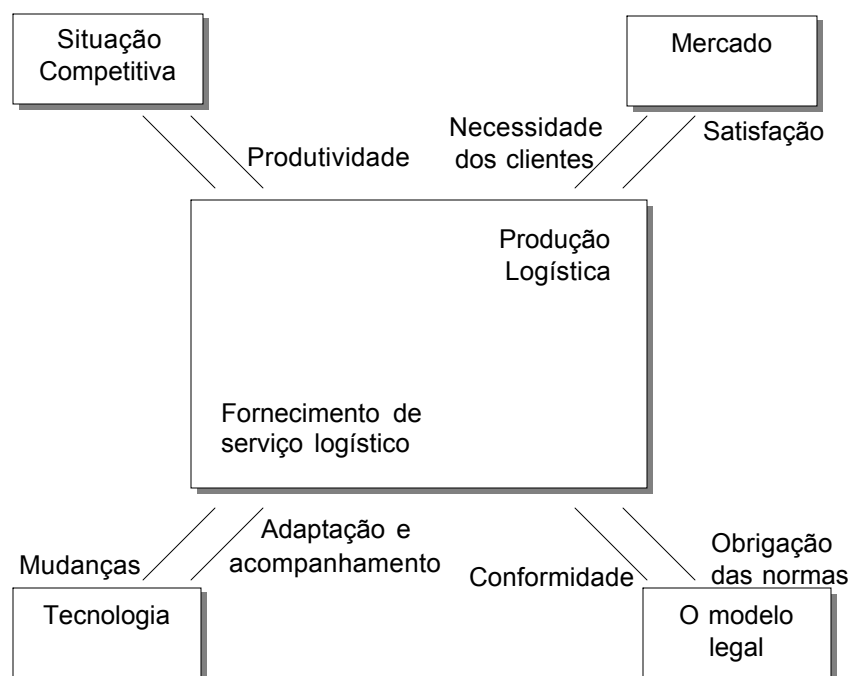 Situação
Competitiva
Mercado
Necessidade
dos clientes
Satisfação
Produtividade
Produção
Logística
Fornecimento de
serviço logístico
Mudanças
Adaptação e
acompanhamento
Conformidade
Obrigação
das normas
Tecnologia
O modelo
legal